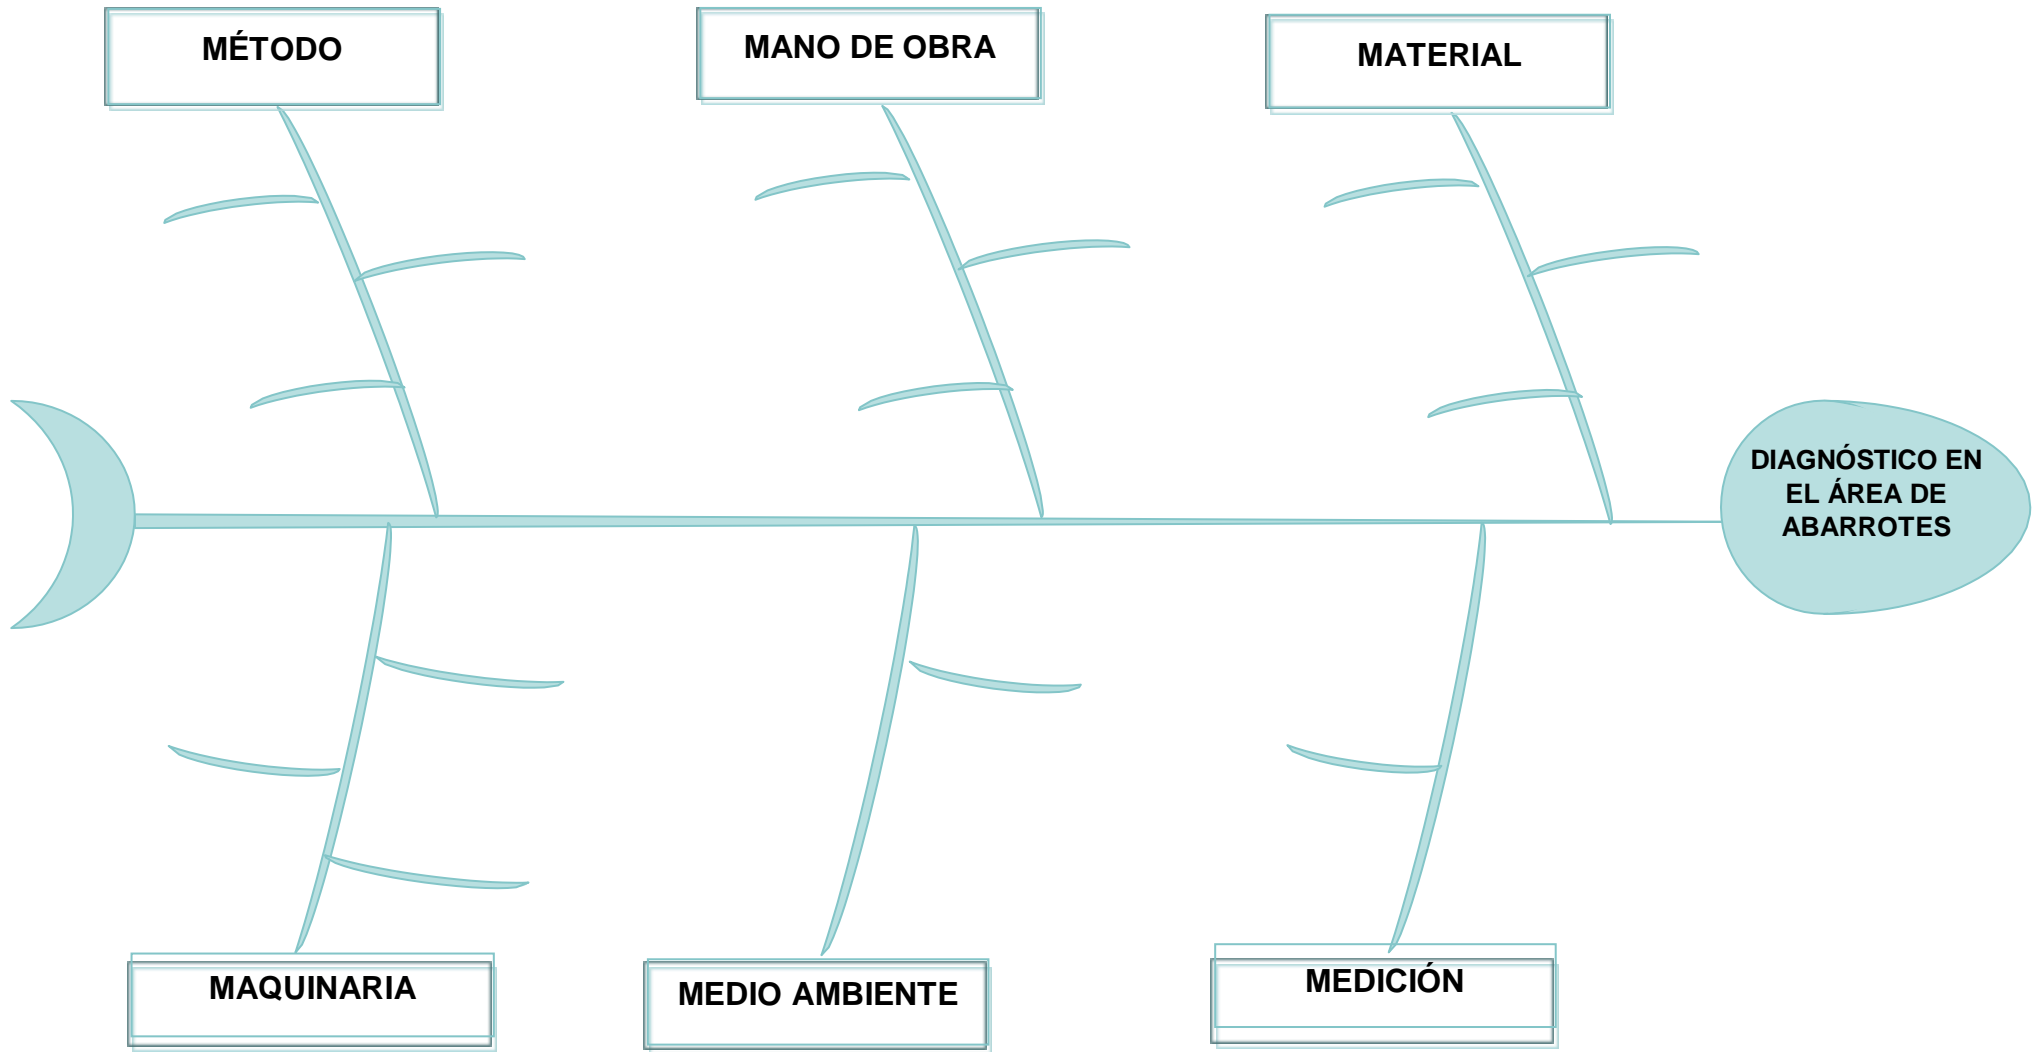 MÉTODO
MANO DE OBRA
MATERIAL
DIAGNÓSTICO EN
EL ÁREA DE
ABARROTES
MAQUINARIA
MEDIO AMBIENTE
MEDICIÓN